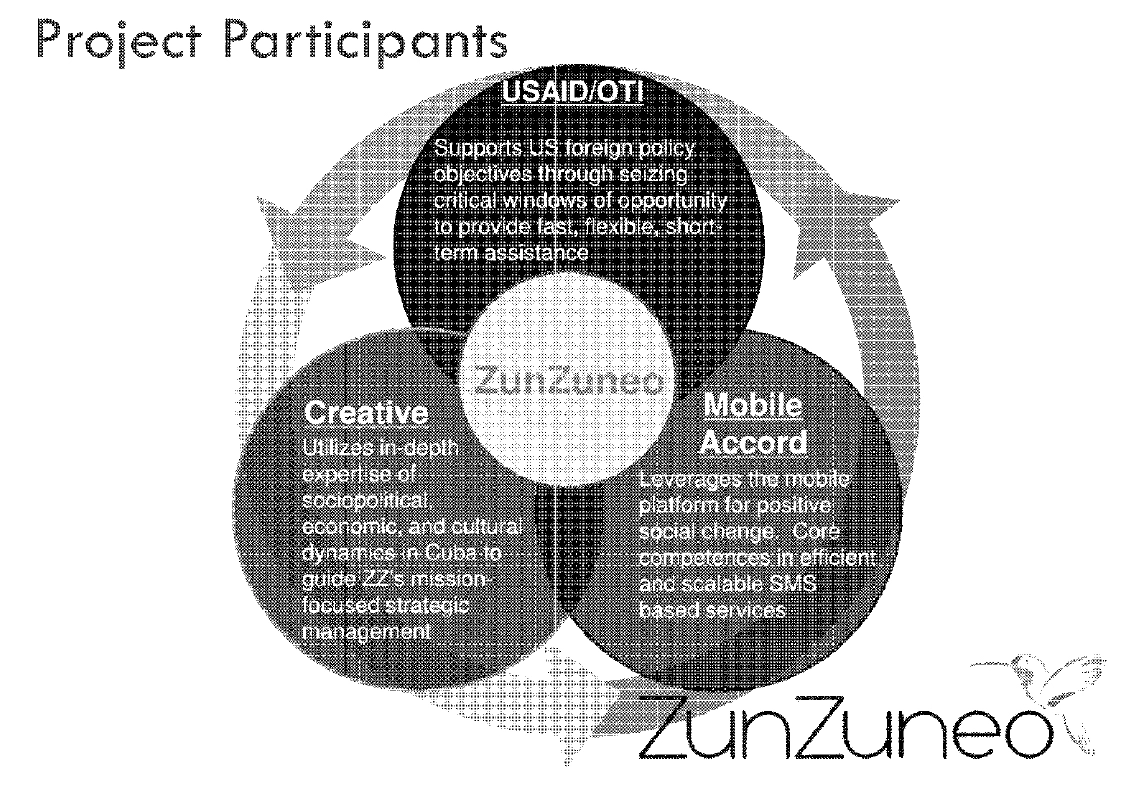 Project Participants
USAID/OTI
Supports US foreign policy
objectives through seizing
critical windows of opportunity
to provide fast, flexible, short-
term assistance
ZunZuneo
Creative
Utilizes in-depth
expertise of
sociopolitical
economic, and cultural
dynamics in Cuba to
guide ZZ's mission-
focused strategic
management
Mobile
Accord
Leverages the mobile
platform for positive
social change. Core
competences in efficient
and scalable SMS
based services
ZunZuneo